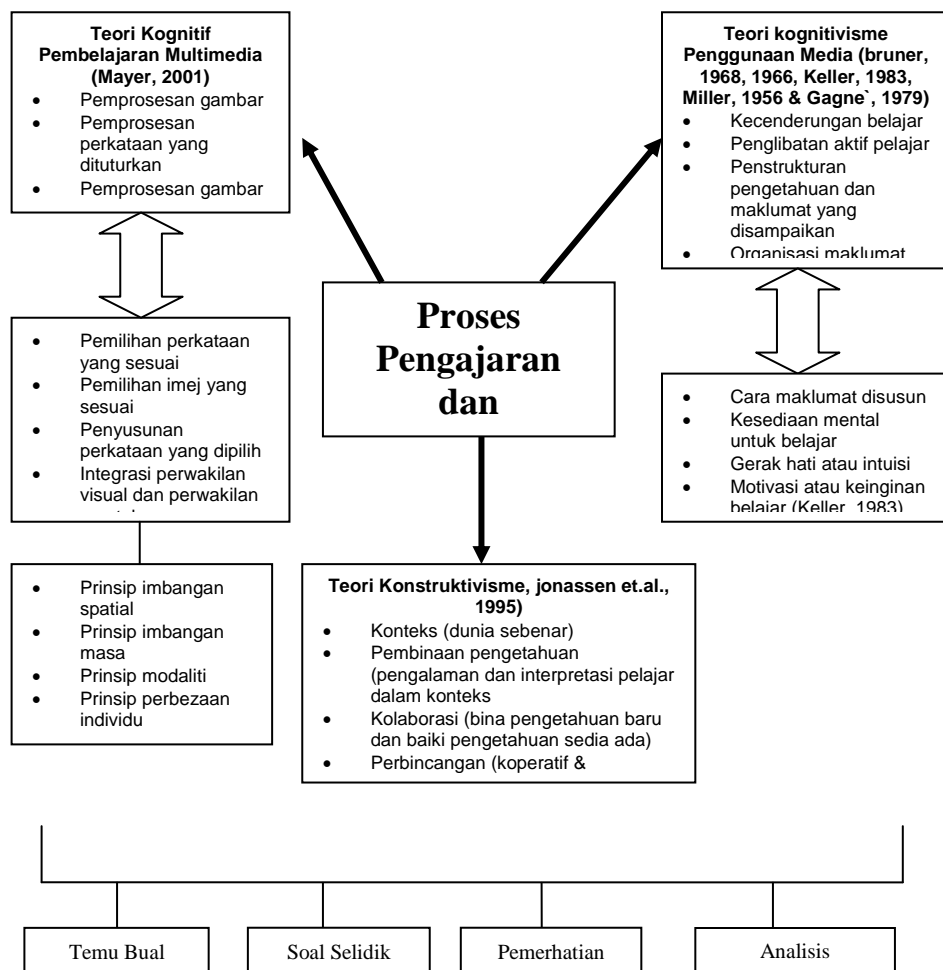 Teori Kognitif
Pembelajaran Multimedia
(Mayer, 2001)
• Pemprosesan gambar
• Pemprosesan
perkataan yang
dituturkan
• Pemprosesan gambar
Teori kognitivisme
Penggunaan Media (bruner,
1968, 1966, Keller, 1983,
Miller, 1956 & Gagne`, 1979)
• Kecenderungan belajar
• Penglibatan aktif pelajar
• Penstrukturan
pengetahuan dan
maklumat yang
disampaikan
• Organisasi maklumat
Proses
Pengajaran
dan
• Pemilihan perkataan
yang sesuai
• Pemilihan imej yang
sesuai
• Penyusunan
perkataan yang dipilih
• Integrasi perwakilan
visual dan perwakilan
• Cara maklumat disusun
• Kesediaan mental
untuk belajar
• Gerak hati atau intuisi
• Motivasi atau keinginan
belajar (Keller, 1983)
• Prinsip imbangan
spatial
• Prinsip imbangan
masa
• Prinsip modaliti
• Prinsip perbezaan
individu
Teori Konstruktivisme, jonassen et.al.,
1995)
• Konteks (dunia sebenar)
• Pembinaan pengetahuan
(pengalaman dan interpretasi pelajar
dalam konteks
• Kolaborasi (bina pengetahuan baru
dan baiki pengetahuan sedia ada)
• Perbincangan (koperatif &
Temu Bual
Soal Selidik
Pemerhatian
Analisis